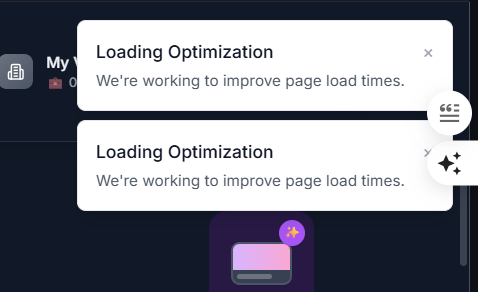 Loading Optimization
My
We're working to improve page load times.
0
Loading Optimization
We're working to improve page load times.